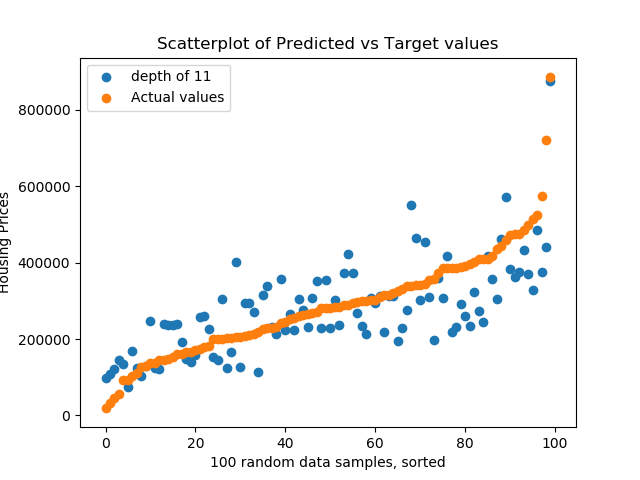 Scatterplot of Predicted vs Target values
depth of 11
Actual values
800000
600000
400000
200000
0
Housing Prices
0 20 40 60 80 100
100 random data samples, sorted